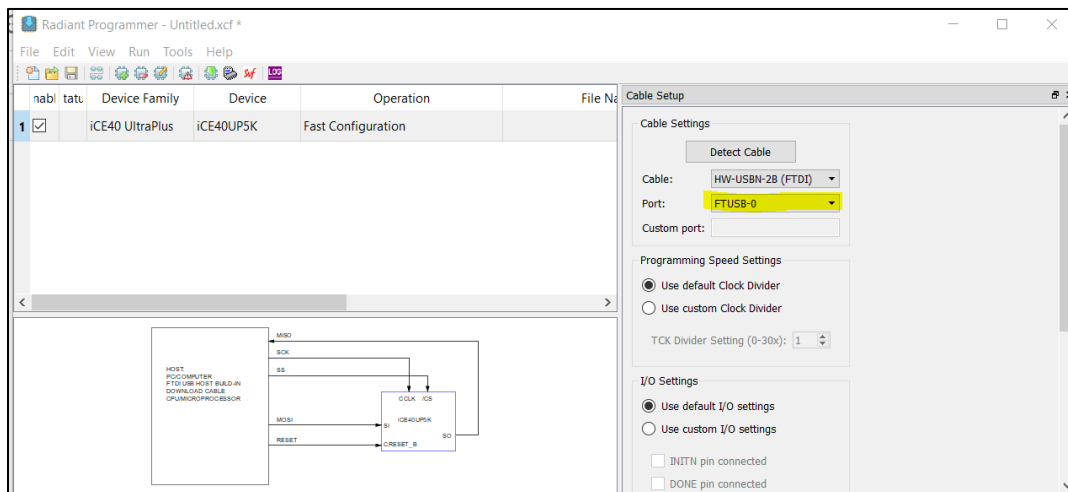 Radiant Programmer - Untitled.xcf *
File Edit View Run Tools Help
Svf LOG
nabl tatu Device Family Device Operation File Na
1 iCE40 UltraPlus iCE40UP5K Fast Configuration
MISO
SCK
SS
HOST:
PC/COMPUTER
FTDI USB HOST BUILD-IN
DOWNLOAD CABLE
CPU/MICROPROCESSOR
CCLK /CS
MOSI
SI
iCE40UP5K
SO
RESET
CRESET_B
Cable Setup
Cable Settings
Detect Cable
Cable: HW-USBN-2B (FTDI)
Port: FTUSB-0
Custom port:
Programming Speed Settings
Use default Clock Divider
Use custom Clock Divider
TCK Divider Setting (0-30x): 1
I/O Settings
Use default I/O settings
Use custom I/O settings
INITN pin connected
DONE pin connected